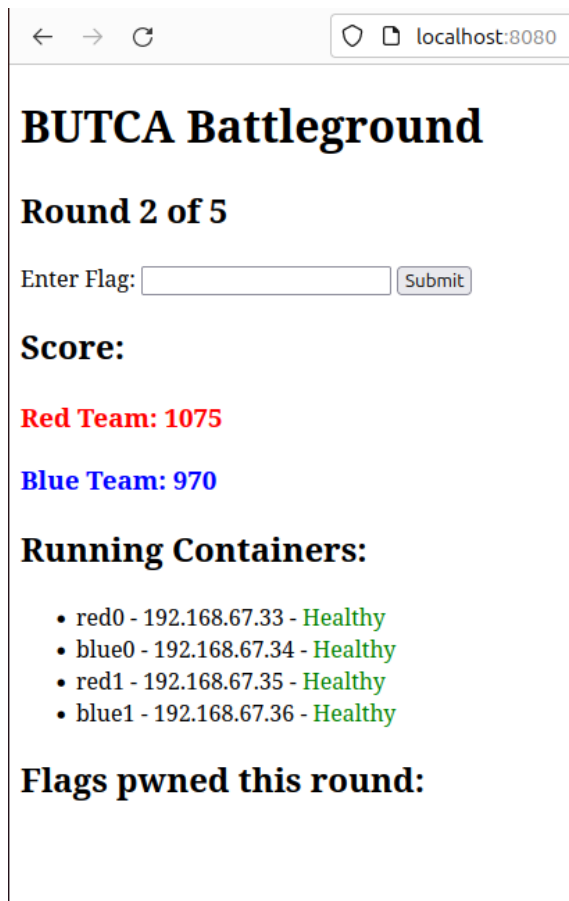 localhost:8080
BUTCA Battleground
Round 2 of 5
Enter Flag: Submit
Score:
Red Team: 1075
Blue Team: 970
Running Containers:
• red0 - 192.168.67.33 - Healthy
• blue0 - 192.168.67.34 - Healthy
• red1 - 192.168.67.35 - Healthy
• blue1 - 192.168.67.36 - Healthy
Flags pwned this round: